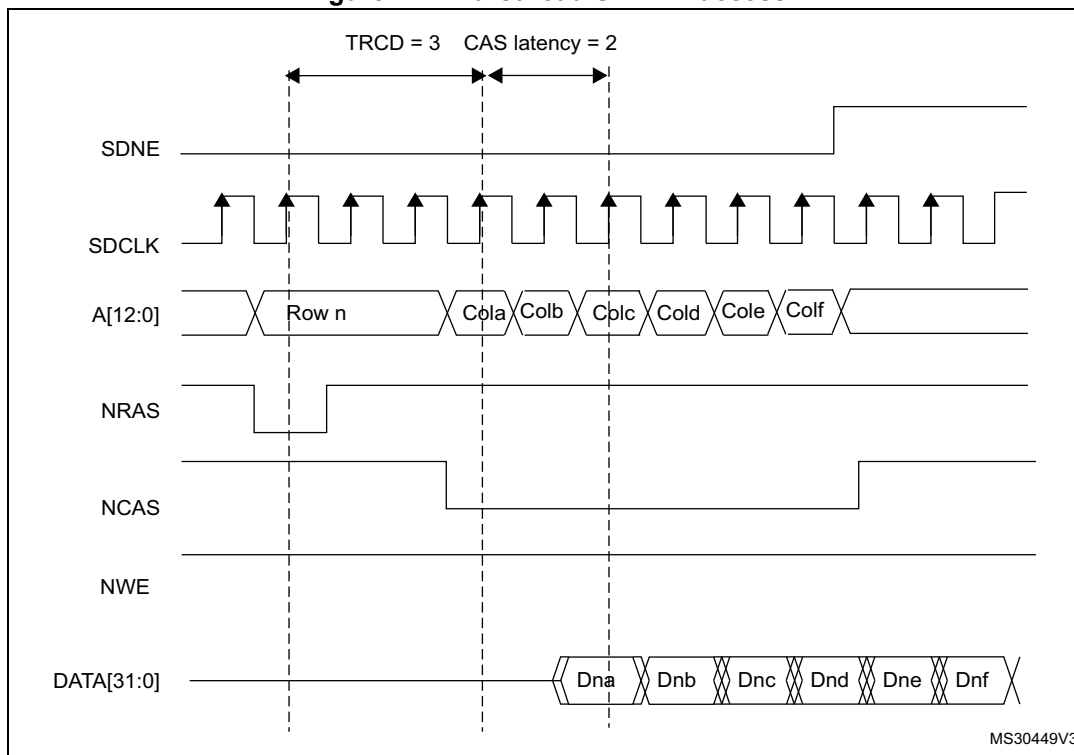 TRCD = 3 CAS latency = 2
SDNE
SDCLK
A[12:0] Row n Cola Colb Colc Cold Cole Colf
NRAS
NCAS
NWE
DATA[31:0] Dna Dnb Dnc Dnd Dne Dnf
MS30449V3